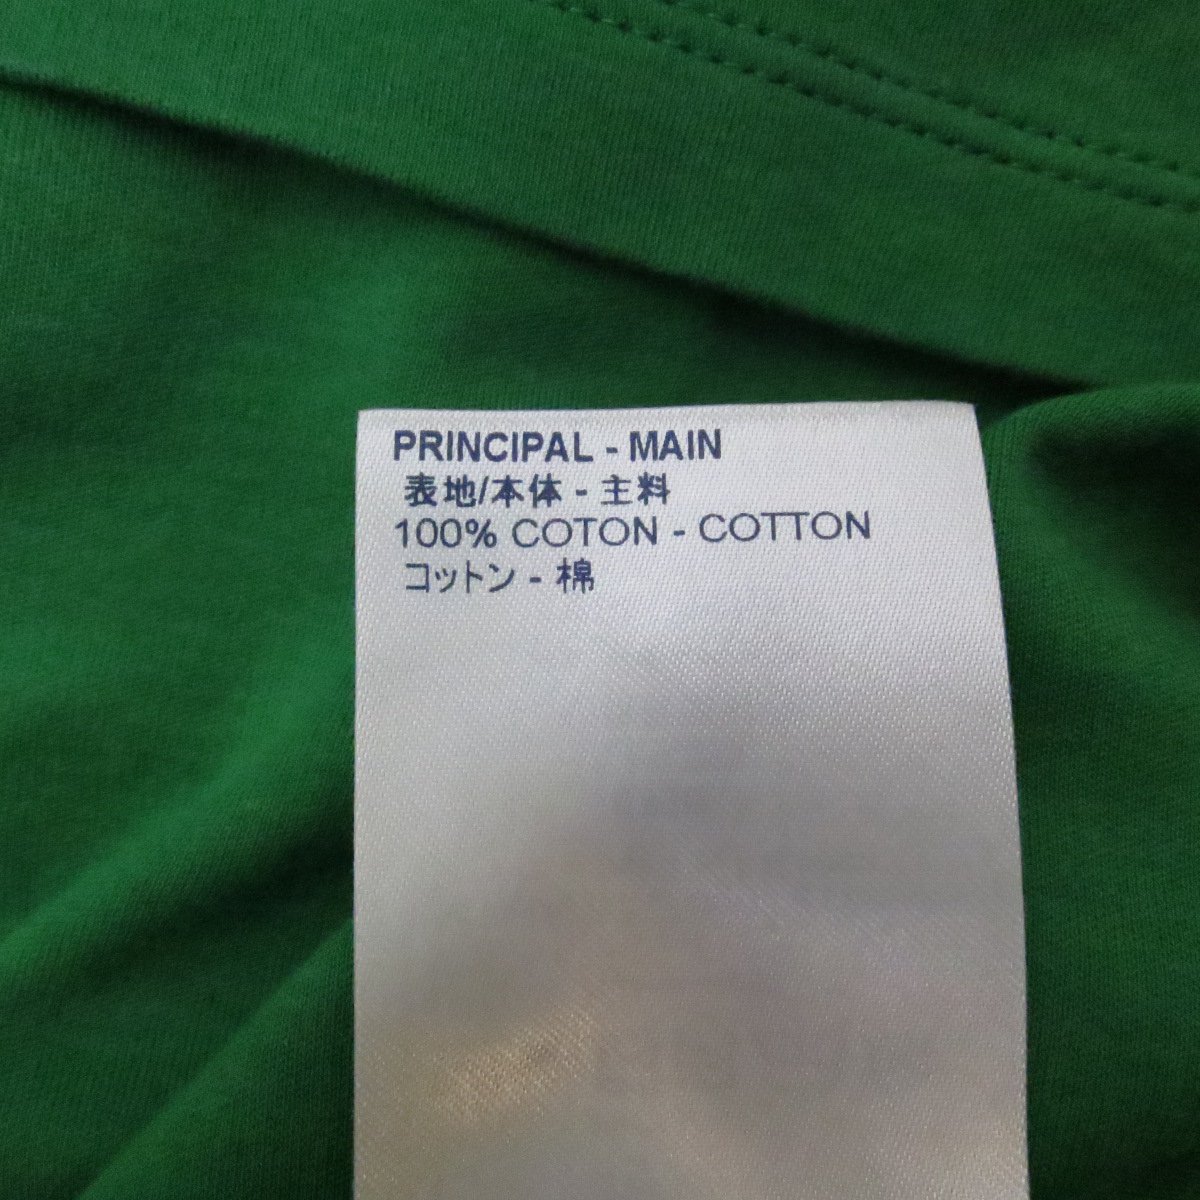 PRINCIPAL - MAIN
表地/本体 - 主料
100% COTON - COTTON
コットン - 棉